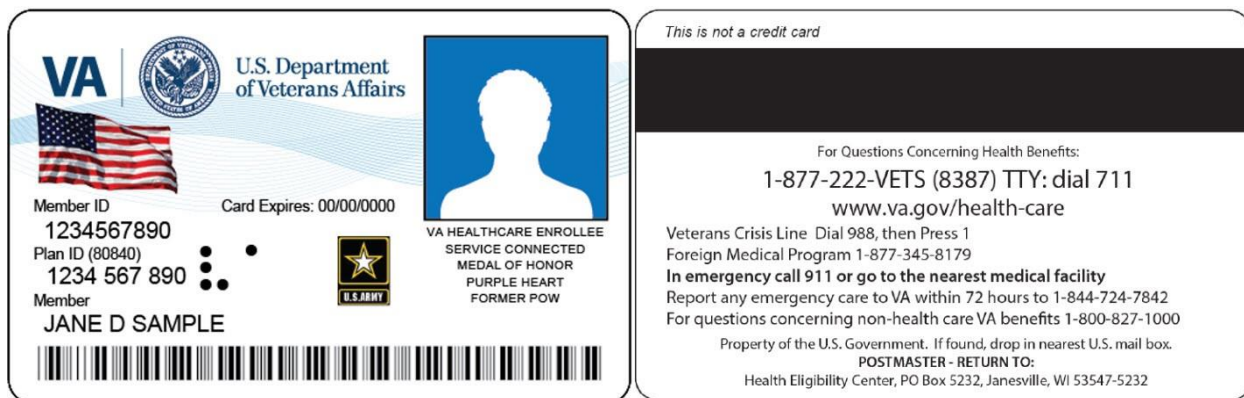 VA
U.S. Department
of Veterans Affairs
Member ID
Card Expires: 00/00/0000
1234567890
Plan ID (80840)
1234 567 890
Member
JANE D SAMPLE
U.S.ARMY
VA HEALTHCARE ENROLLEE
SERVICE CONNECTED
MEDAL OF HONOR
PURPLE HEART
FORMER POW
This is not a credit card
For Questions Concerning Health Benefits:
1-877-222-VETS (8387) TTY: dial 711
www.va.gov/health-care
Veterans Crisis Line Dial 988, then Press 1
Foreign Medical Program 1-877-345-8179
In emergency call 911 or go to the nearest medical facility
Report any emergency care to VA within 72 hours to 1-844-724-7842
For questions concerning non-health care VA benefits 1-800-827-1000
Property of the U.S. Government. If found, drop in nearest U.S. mail box.
POSTMASTER - RETURN TO:
Health Eligibility Center, PO Box 5232, Janesville, WI 53547-5232